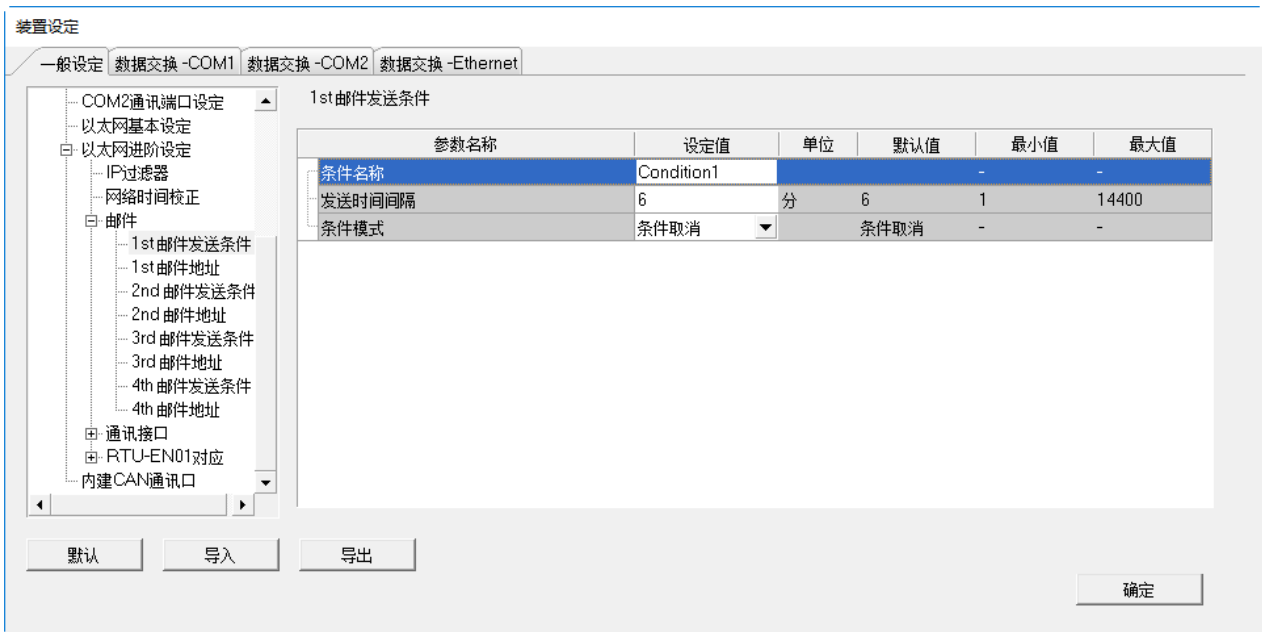 装置设定
一般设定 数据交换 -COM1 数据交换 -COM2 数据交换 -Ethernet
COM2通讯端口设定
以太网基本设定
以太网进阶设定
IP过滤器
网络时间校正
邮件
1st 邮件发送条件
1st 邮件地址
2nd 邮件发送条件
2nd 邮件地址
3rd 邮件发送条件
3rd 邮件地址
4th 邮件发送条件
4th 邮件地址
通讯接口
RTU-EN01对应
内建CAN通讯口
1st 邮件发送条件
参数名称 设定值 单位 默认值 最小值 最大值
条件名称 Condition1 - -
发送时间间隔 6 分 6 1 14400
条件模式 条件取消 条件取消 - -
默认 导入 导出
确定